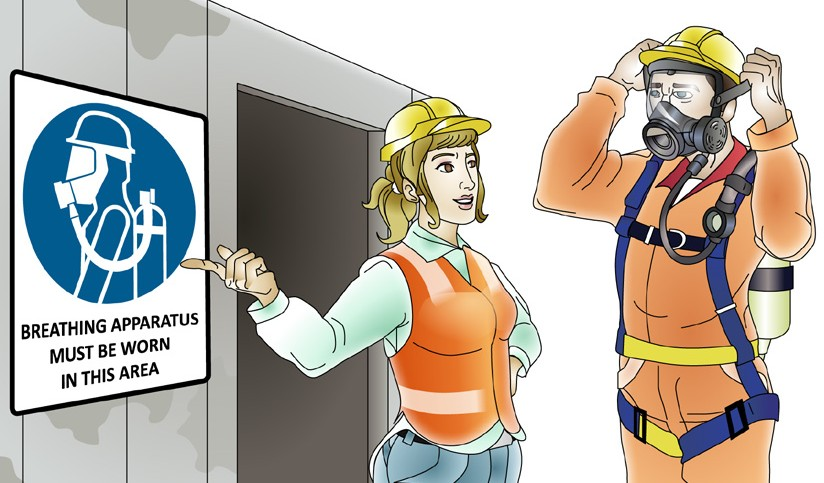 BREATHING APPARATUS
MUST BE WORN
IN THIS AREA